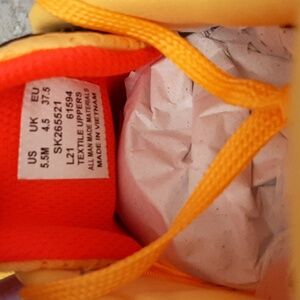 US UK EU
5.5M 4.5 37.5
SK265521
L21 61594
TEXTILE UPPERS
ALL MAN MADE MATERIALS
MADE IN VIETNAM